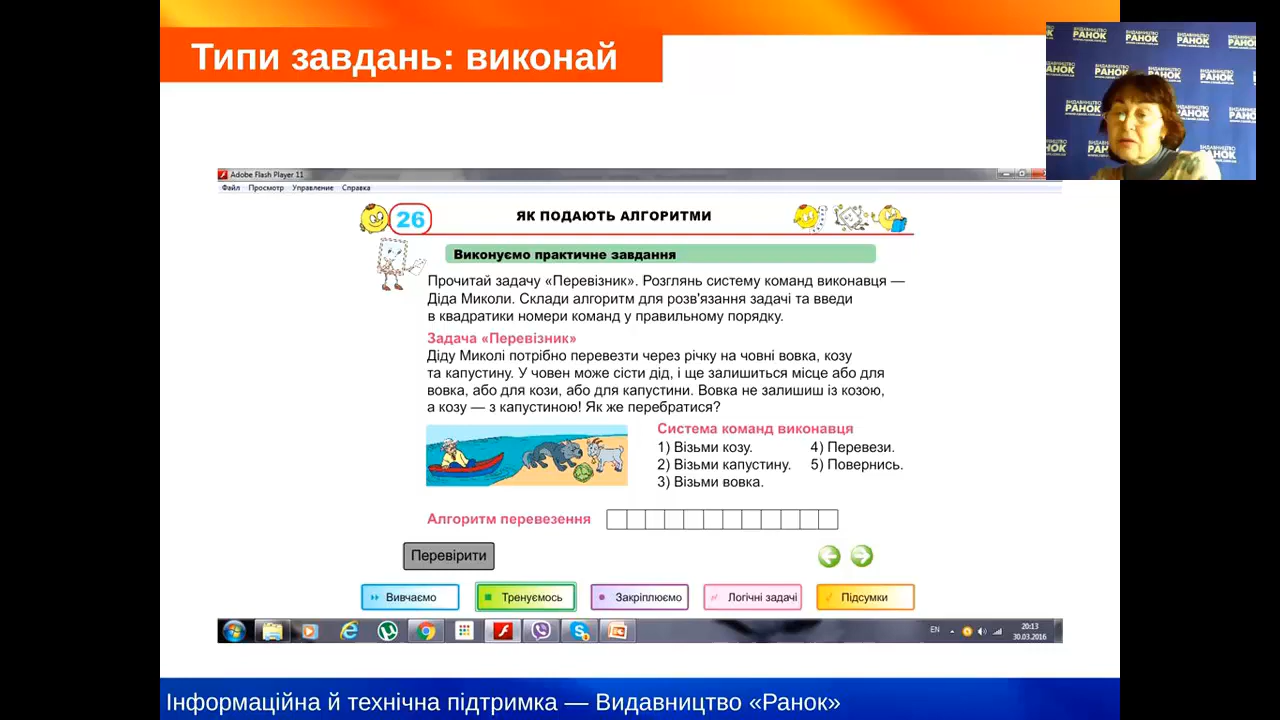 Типи завдань: виконай
ВИДАВНИЦТВО
РАНОК
Adobe Flash Player 11
Файл Просмотр Управление Справка
26
ЯК ПОДАЮТЬ АЛГОРИТМИ
Виконуємо практичне завдання
Прочитай задачу «Перевізник». Розглянь систему команд виконавця —
Діда Миколи. Склади алгоритм для розв'язання задачі та введи
в квадратики номери команд у правильному порядку.
Задача «Перевізник»
Діду Миколі потрібно перевезти через річку на човні вовка, козу
та капустину. У човен може сісти дід, і ще залишиться місце або для
вовка, або для кози, або для капустини. Вовка не залишиш із козою,
а козу — з капустиною! Як же перебратися?
Система команд виконавця
1) Візьми козу. 4) Перевези.
2) Візьми капустину. 5) Повернись.
3) Візьми вовка.
Алгоритм перевезення
Перевірити
Вивчаємо Тренуємось Закріплюємо Логічні задачі Підсумки
EN 20:13
30.03.2016
Інформаційна й технічна підтримка — Видавництво «Ранок»